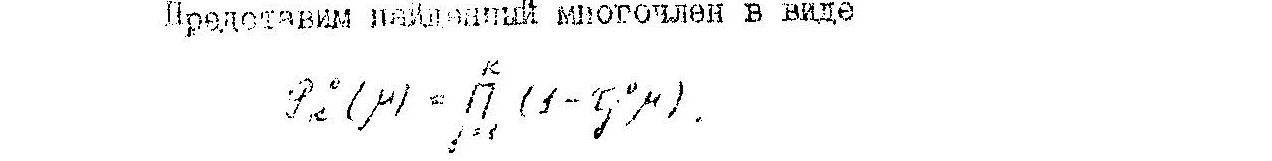 Представим найденный многочлен в виде
P_k^0(μ) = ∏_{j=1}^{k} (1 - τ_j^0 μ).